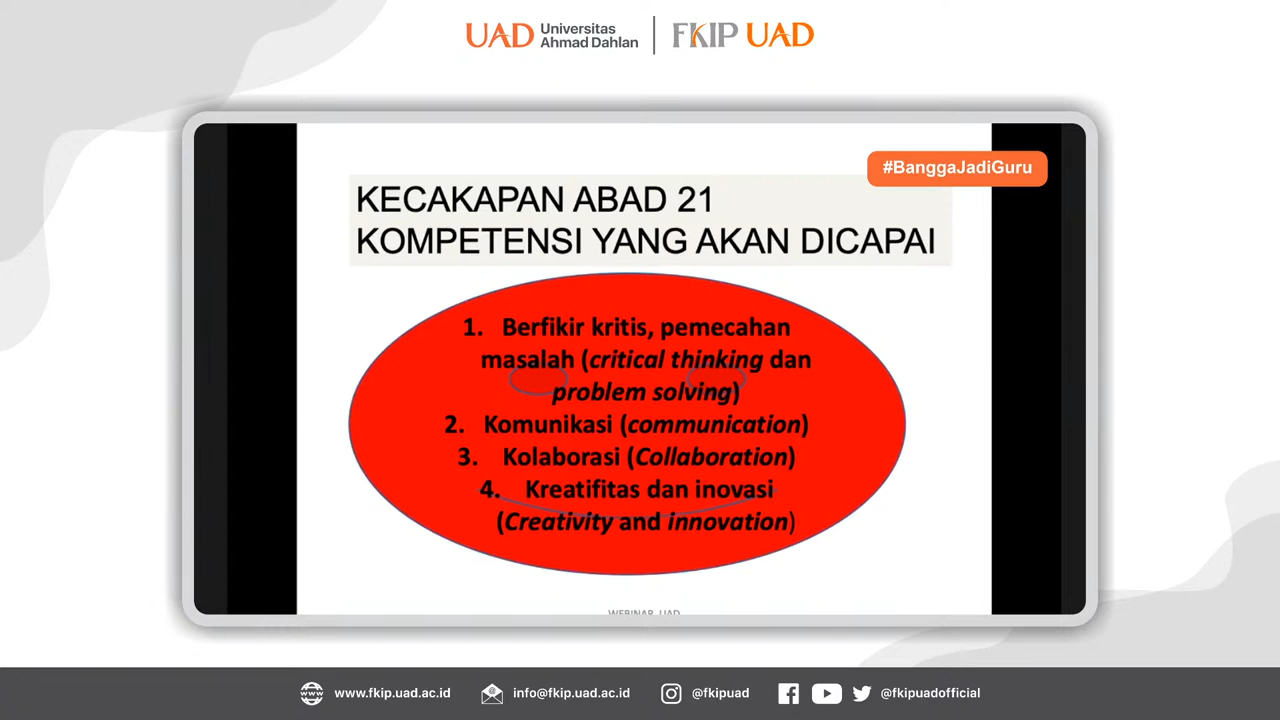 UAD Universitas Ahmad Dahlan
FKIP UAD
#BanggaJadiGuru
KECAKAPAN ABAD 21
KOMPETENSI YANG AKAN DICAPAI
1. Berfikir kritis, pemecahan
masalah (critical thinking dan
problem solving)
2. Komunikasi (communication)
3. Kolaborasi (Collaboration)
4. Kreatifitas dan inovasi
(Creativity and innovation)
WEBINAR UAD
www.fkip.uad.ac.id
info@fkip.uad.ac.id
@fkipuad
@fkipuadofficial